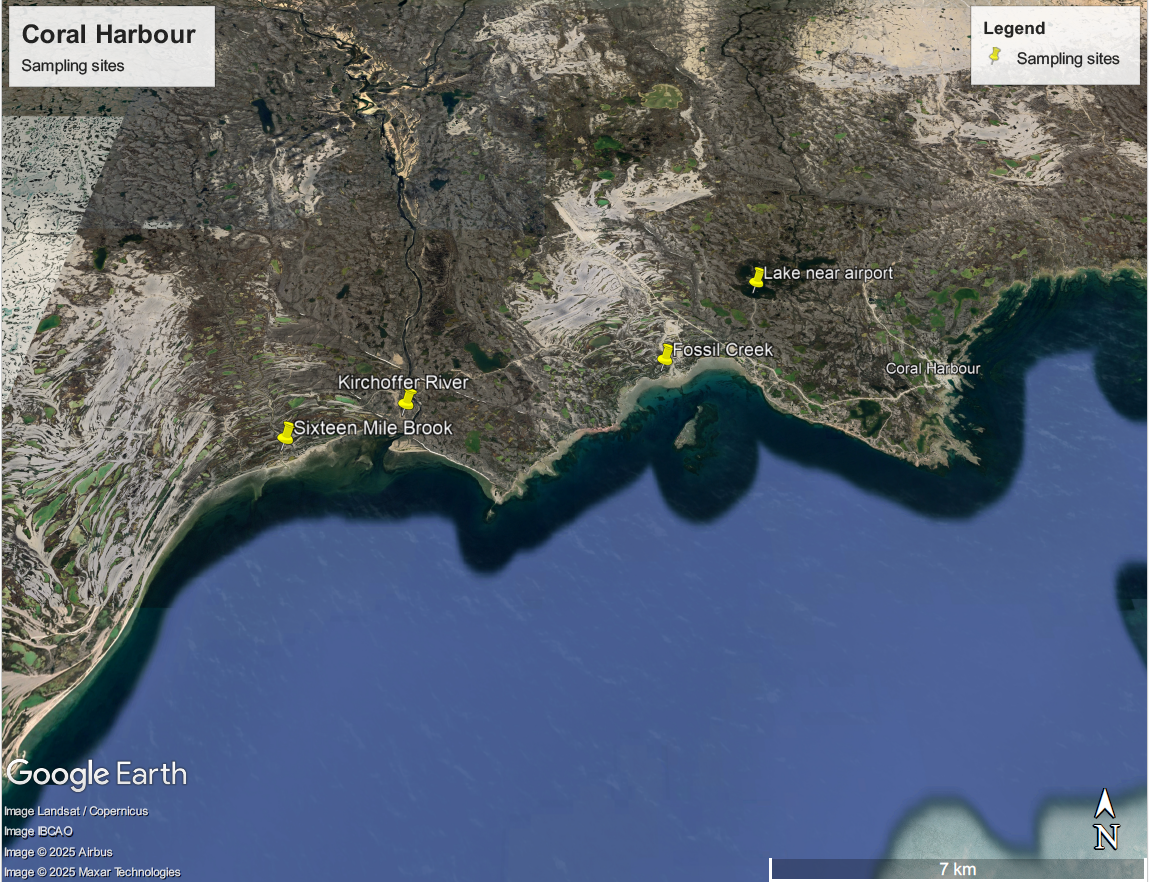 Coral Harbour
Sampling sites
Legend
Sampling sites
Lake near airport
Fossil Creek
Coral Harbour
Kirchoffer River
Sixteen Mile Brook
Google Earth
Image Landsat / Copernicus
Image IBCAO
Image © 2025 Airbus
Image © 2025 Maxar Technologies
N
7 km